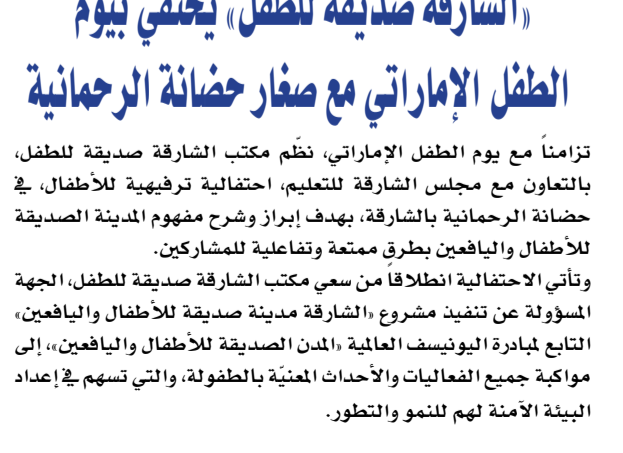 «الشارقة صديقة للطفل» يحتفي بيوم
الطفل الإماراتي مع صغار حضانة الرحمانية
تزامناً مع يوم الطفل الإماراتي، نظّم مكتب الشارقة صديقة للطفل،
بالتعاون مع مجلس الشارقة للتعليم، احتفالية ترفيهية للأطفال، في
حضانة الرحمانية بالشارقة، بهدف إبراز وشرح مفهوم المدينة الصديقة
للأطفال واليافعين بطرق ممتعة وتفاعلية للمشاركين.
وتأتي الاحتفالية انطلاقاً من سعي مكتب الشارقة صديقة للطفل، الجهة
المسؤولة عن تنفيذ مشروع «الشارقة مدينة صديقة للأطفال واليافعين»
التابع لمبادرة اليونيسف العالمية «المدن الصديقة للأطفال واليافعين»، إلى
مواكبة جميع الفعاليات والأحداث المعنيّة بالطفولة، والتي تسهم في إعداد
البيئة الآمنة لهم للنمو والتطور.